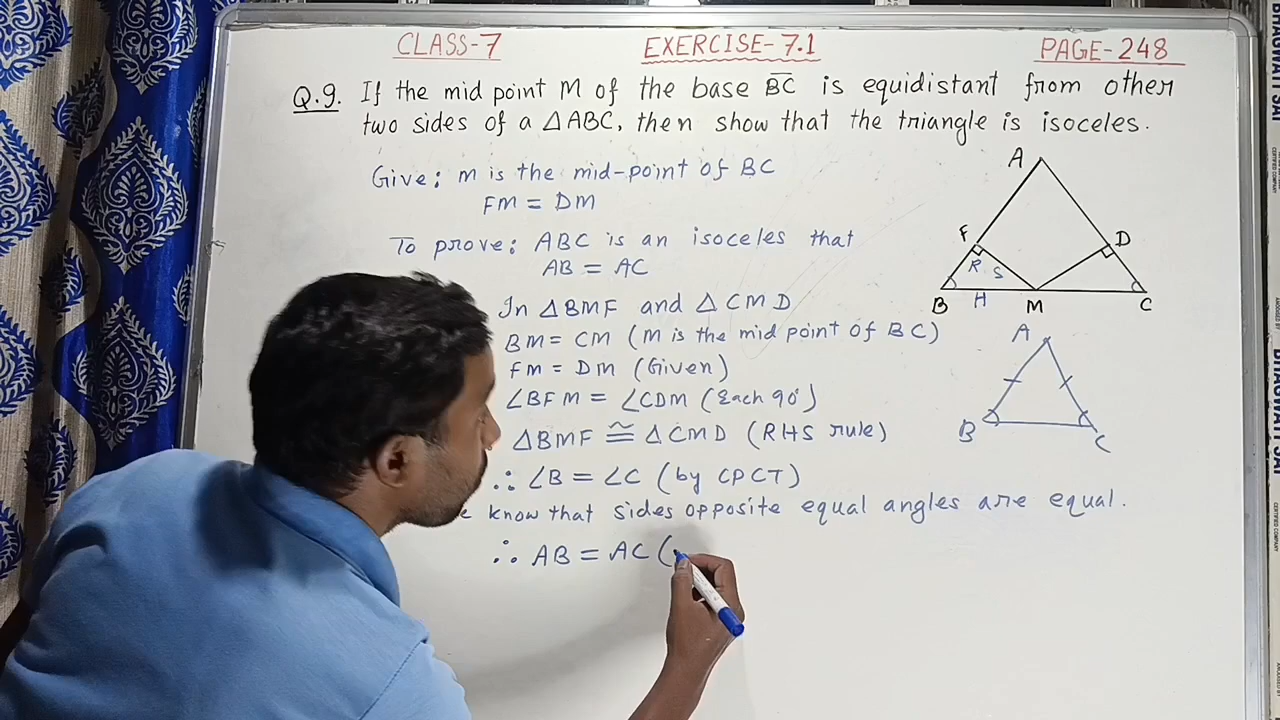 CLASS-7 EXERCISE-7.1 PAGE-248
Q.9. If the mid point M of the base BC is equidistant from other
two sides of a △ABC, then show that the triangle is isoceles.
Give: M is the mid-point of BC
FM = DM
To prove: ABC is an isoceles that
AB = AC
In △BMF and △CMD
BM = CM (M is the mid point of BC)
FM = DM (Given)
∠BFM = ∠CDM (Each 90°)
△BMF ≅ △CMD (RHS rule)
∴ ∠B = ∠C (by CPCT)
know that sides opposite equal angles are equal.
∴ AB = AC (
A
F D
R S
B H M C
A
B C